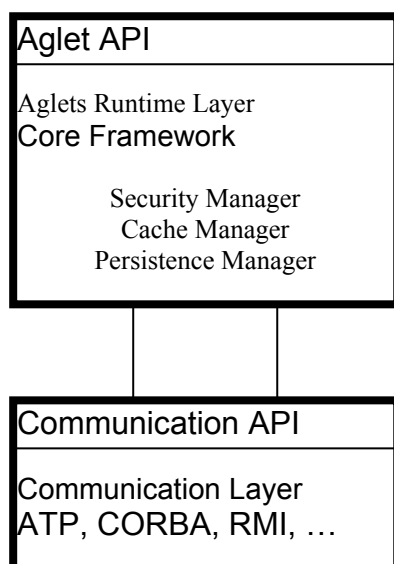 Aglet API
Aglets Runtime Layer
Core Framework
Security Manager
Cache Manager
Persistence Manager
Communication API
Communication Layer
ATP, CORBA, RMI, …